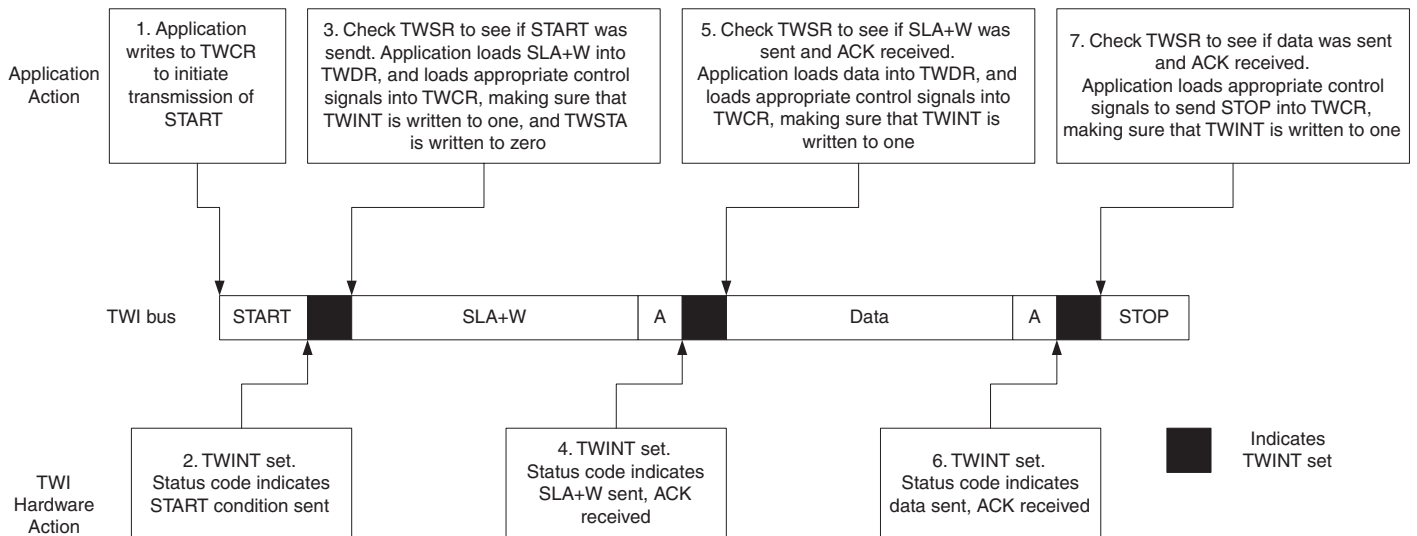 Application
Action
1. Application
writes to TWCR
to initiate
transmission of
START
3. Check TWSR to see if START was
sendt. Application loads SLA+W into
TWDR, and loads appropriate control
signals into TWCR, making sure that
TWINT is written to one, and TWSTA
is written to zero
5. Check TWSR to see if SLA+W was
sent and ACK received.
Application loads data into TWDR, and
loads appropriate control signals into
TWCR, making sure that TWINT is
written to one
7. Check TWSR to see if data was sent
and ACK received.
Application loads appropriate control
signals to send STOP into TWCR,
making sure that TWINT is written to one
TWI bus
START
SLA+W
A
Data
A
STOP
TWI
Hardware
Action
2. TWINT set.
Status code indicates
START condition sent
4. TWINT set.
Status code indicates
SLA+W sent, ACK
received
6. TWINT set.
Status code indicates
data sent, ACK received
Indicates
TWINT set